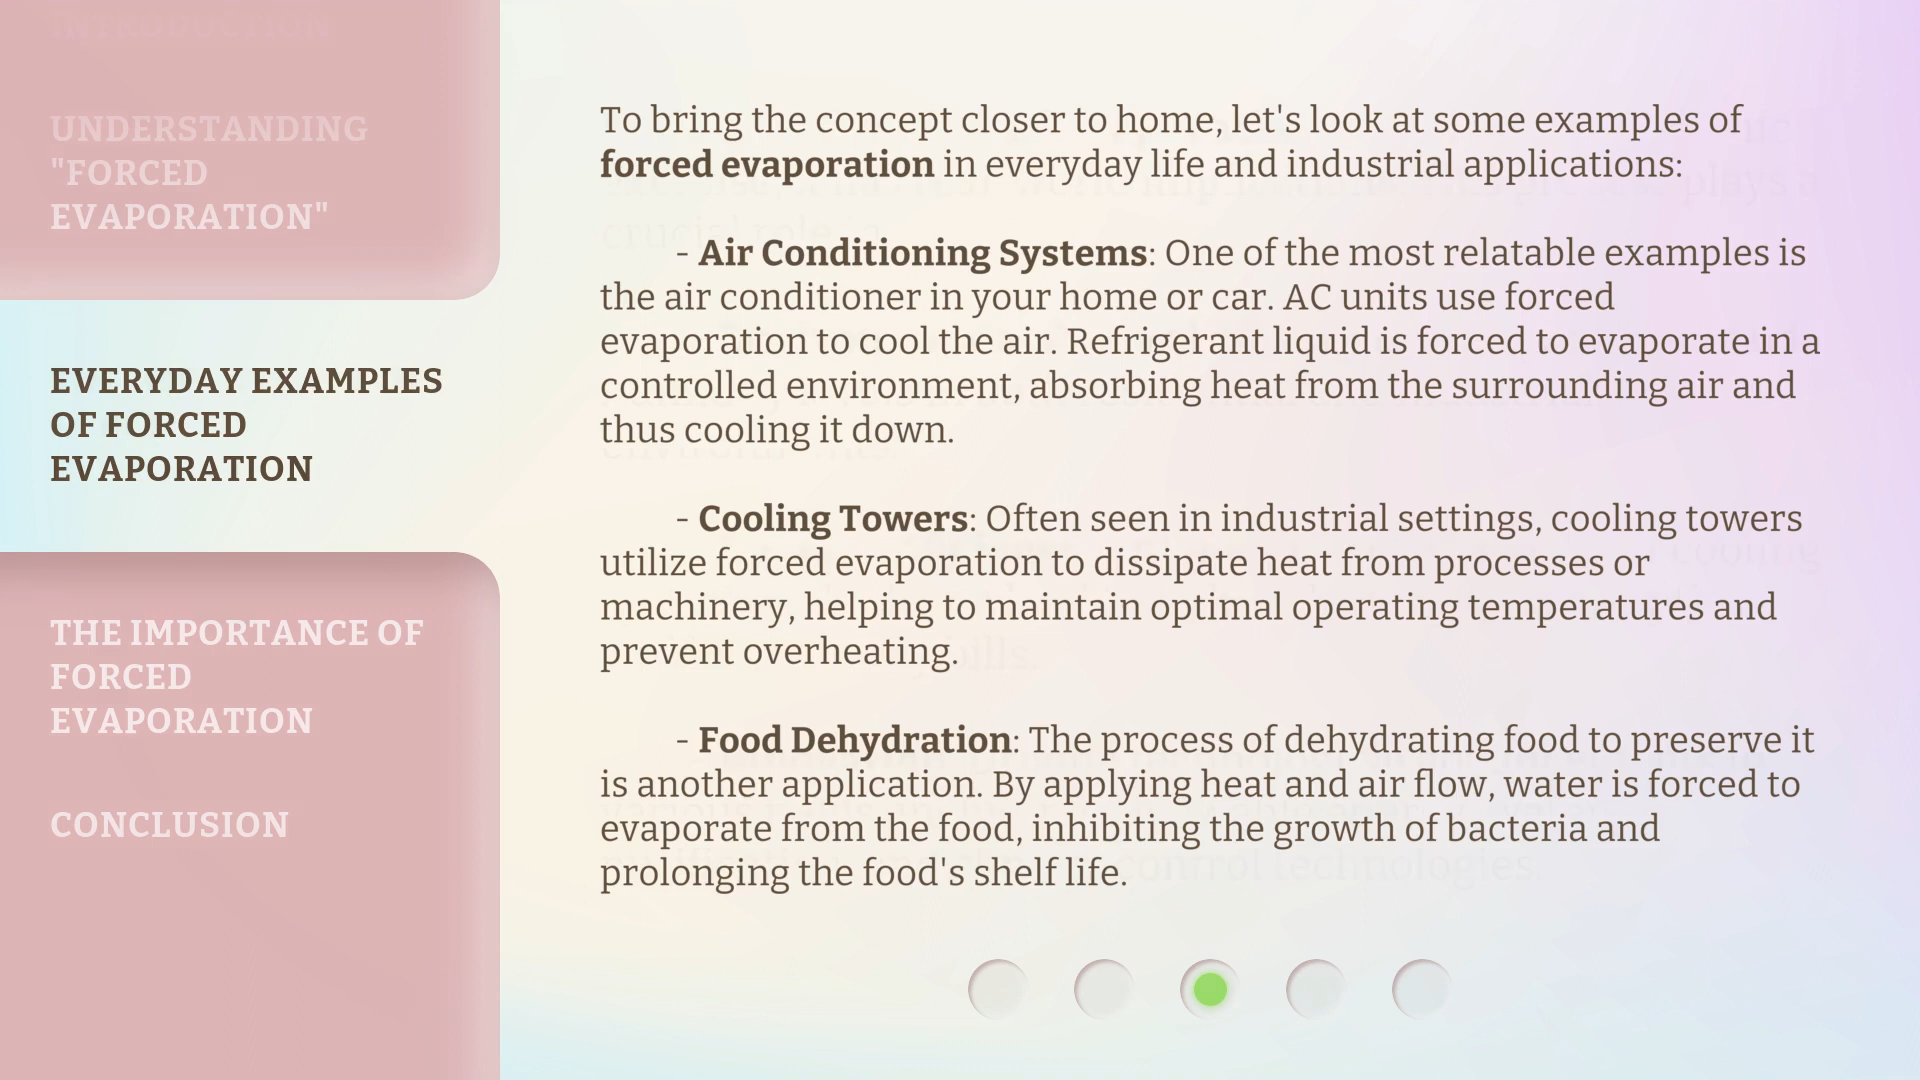 INTRODUCTION
UNDERSTANDING
"FORCED
EVAPORATION"
EVERYDAY EXAMPLES
OF FORCED
EVAPORATION
THE IMPORTANCE OF
FORCED
EVAPORATION
CONCLUSION
To bring the concept closer to home, let's look at some examples of
forced evaporation in everyday life and industrial applications:
- Air Conditioning Systems: One of the most relatable examples is
the air conditioner in your home or car. AC units use forced
evaporation to cool the air. Refrigerant liquid is forced to evaporate in a
controlled environment, absorbing heat from the surrounding air and
thus cooling it down.
- Cooling Towers: Often seen in industrial settings, cooling towers
utilize forced evaporation to dissipate heat from processes or
machinery, helping to maintain optimal operating temperatures and
prevent overheating.
- Food Dehydration: The process of dehydrating food to preserve it
is another application. By applying heat and air flow, water is forced to
evaporate from the food, inhibiting the growth of bacteria and
prolonging the food's shelf life.